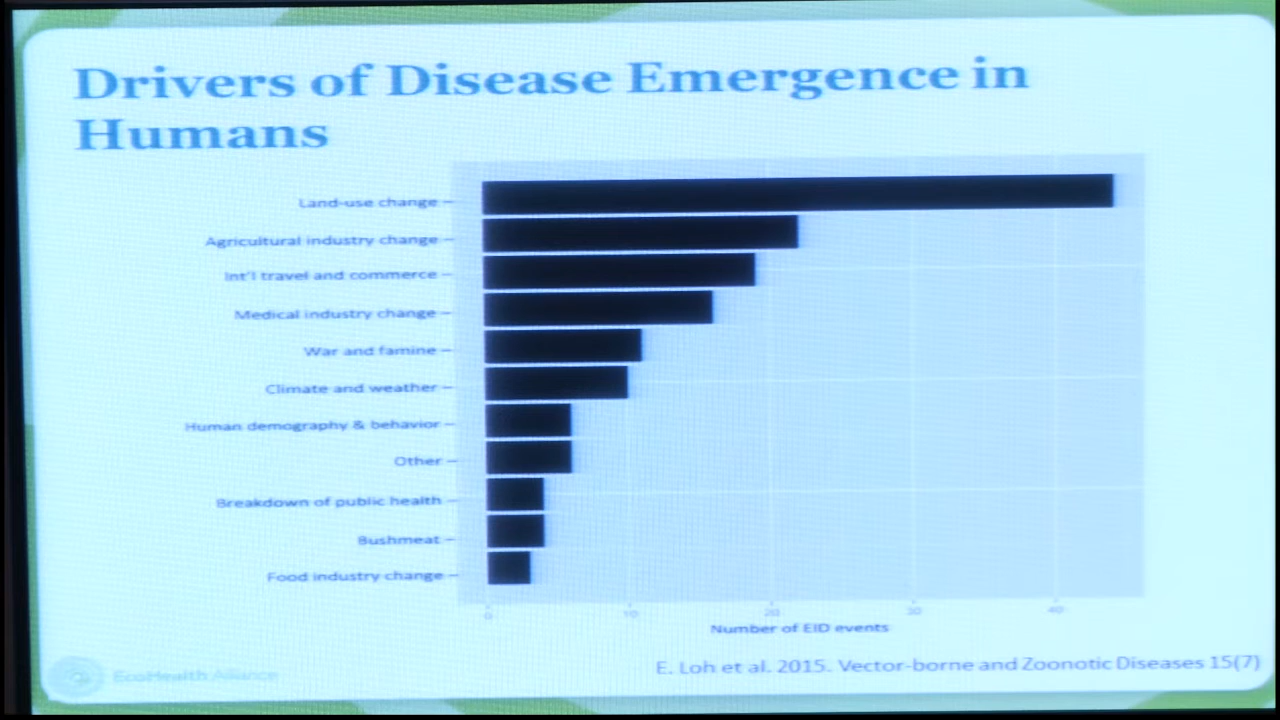 Drivers of Disease Emergence in
Humans
Land-use change
Agricultural industry change
Int'l travel and commerce
Medical industry change
War and famine
Climate and weather
Human demography & behavior
Other
Breakdown of public health
Bushmeat
Food industry change
0 10 20 30 40
Number of EID events
E. Loh et al. 2015. Vector-borne and Zoonotic Diseases 15(7)
EcoHealth Alliance